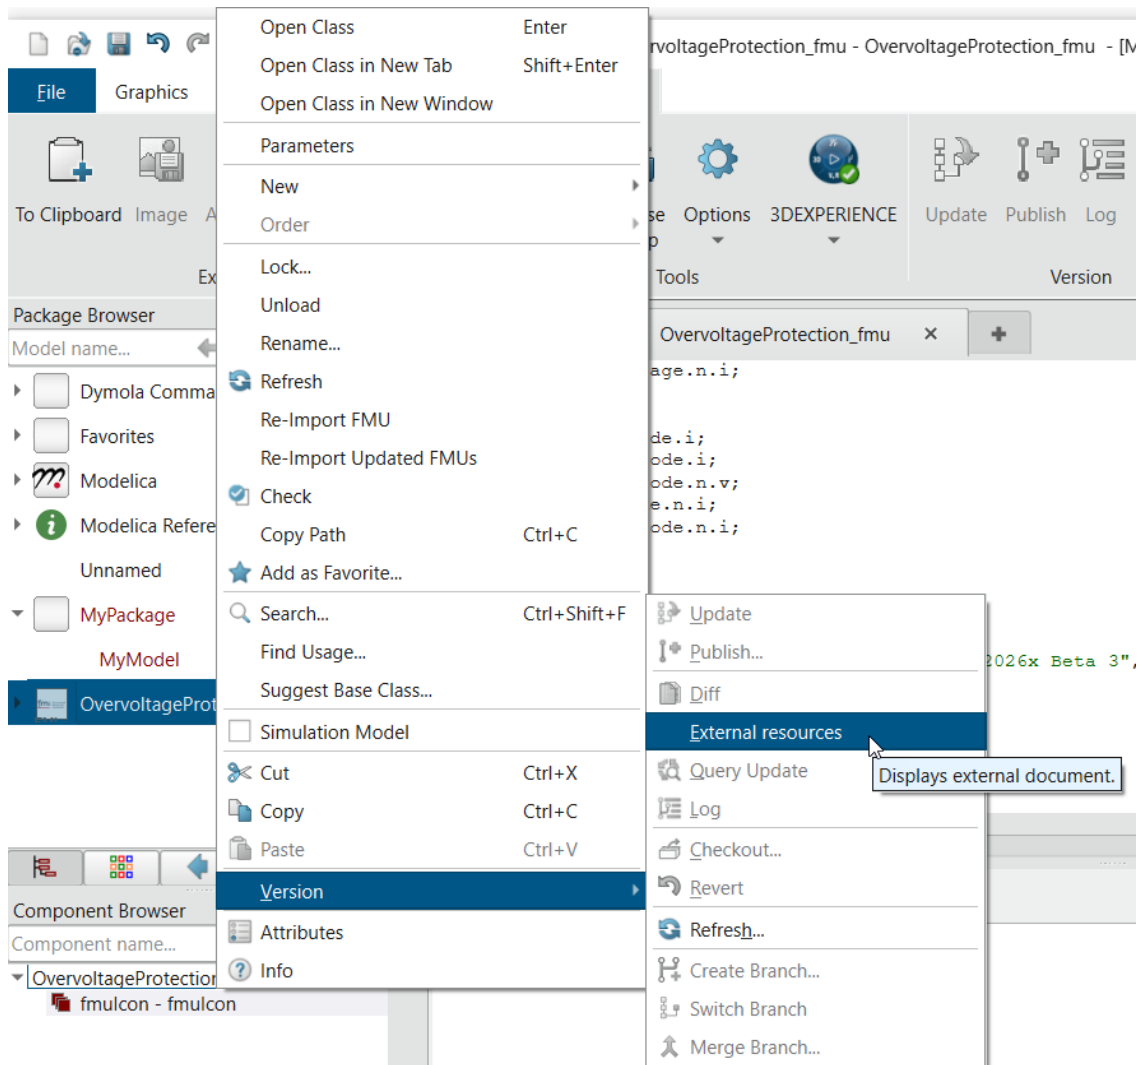 rvoltageProtection_fmu - OvervoltageProtection_fmu - [M
File Graphics
To Clipboard Image A
Ex
se Options 3DEXPERIENCE Update Publish Log
p
Tools Version
Package Browser
Model name...
Dymola Comma
Favorites
Modelica
Modelica Refere
Unnamed
MyPackage
MyModel
OvervoltageProt
Component Browser
Component name...
OvervoltageProtection
fmuIcon - fmuIcon
Open Class Enter
Open Class in New Tab Shift+Enter
Open Class in New Window
Parameters
New
Order
Lock...
Unload
Rename...
Refresh
Re-Import FMU
Re-Import Updated FMUs
Check
Copy Path Ctrl+C
Add as Favorite...
Search... Ctrl+Shift+F
Find Usage...
Suggest Base Class...
Simulation Model
Cut Ctrl+X
Copy Ctrl+C
Paste Ctrl+V
Version
Attributes
Info
OvervoltageProtection_fmu
age.n.i;
de.i;
ode.i;
ode.n.v;
e.n.i;
ode.n.i;
2026x Beta 3",
Update
Publish...
Diff
External resources
Query Update
Log
Checkout...
Revert
Refresh...
Create Branch...
Switch Branch
Merge Branch...
Displays external document.